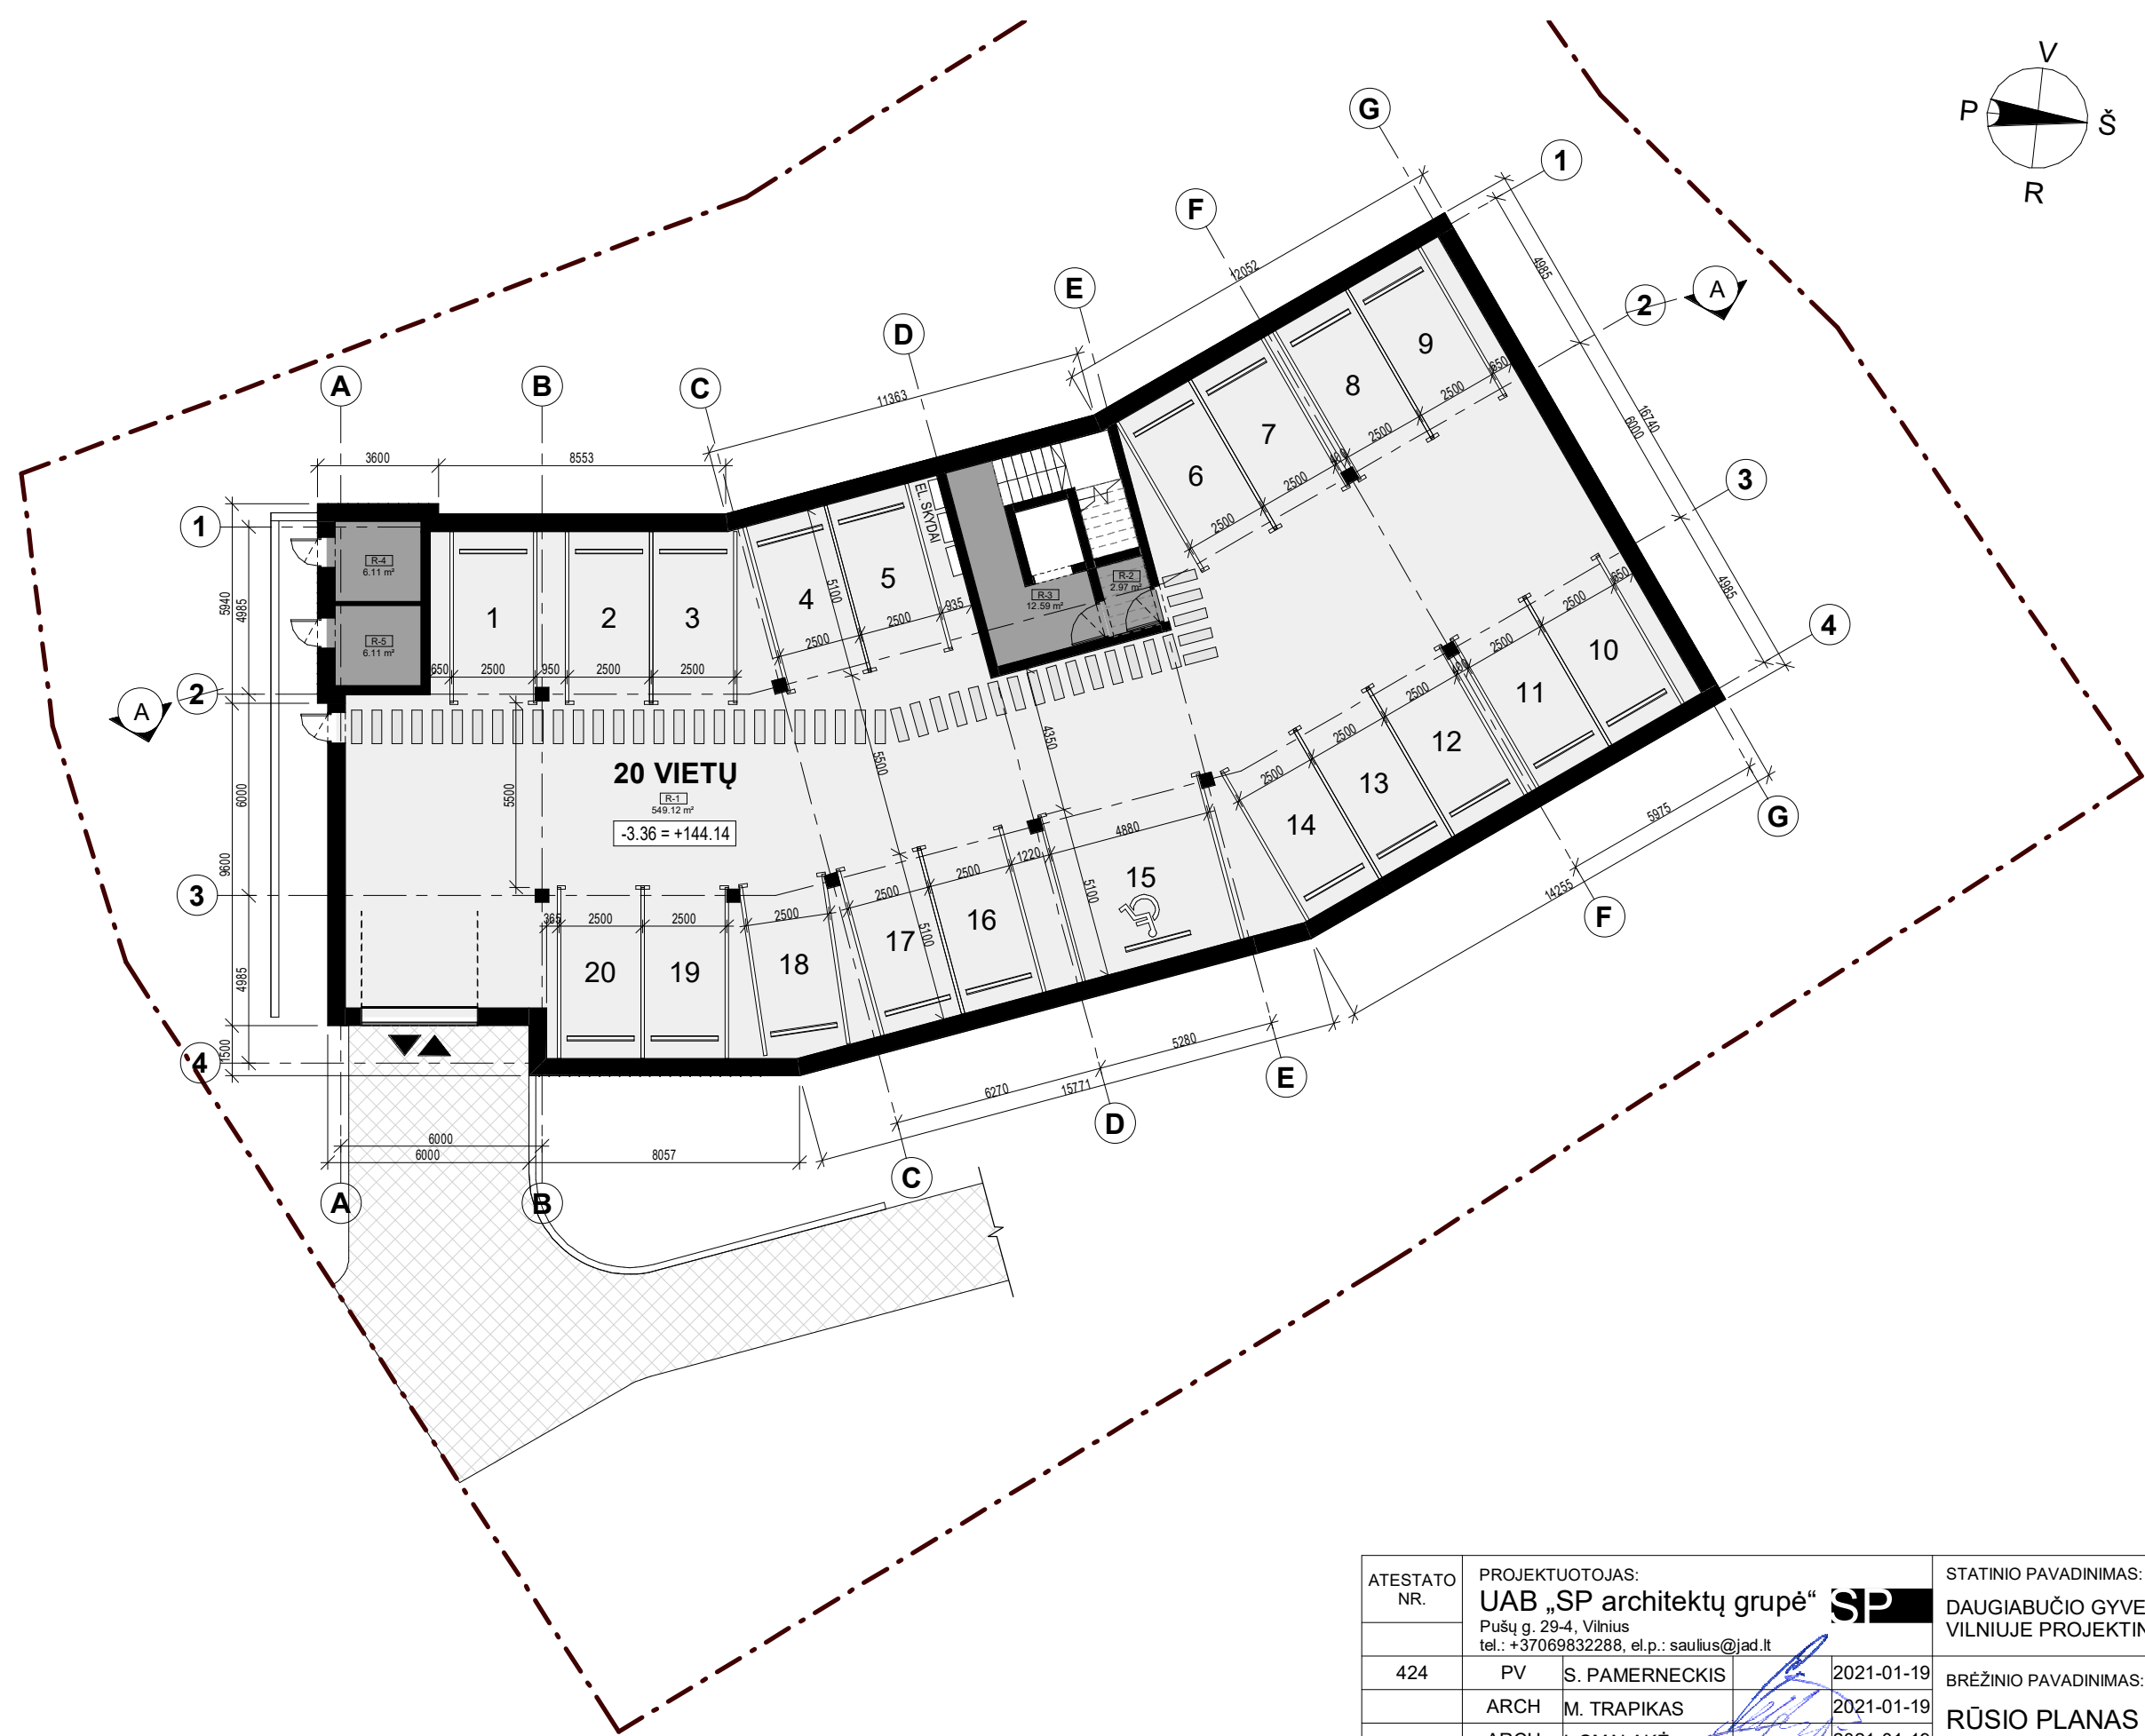 V
P
Š
R
G
1
F
E
D
C
A
B
2
A
3
4
12052
4985
16740
6000
4985
11363
3600
8553
1
2
3
4
A
5940
4985
9600
6000
4985
1500
R-4
6.11 m²
R-5
6.11 m²
EL. SKYDAI
R-3
12.59 m²
R-2
2.97 m²
1
2
3
4
5
6
7
8
9
10
11
12
13
14
15
16
17
18
19
20
650
2500
950
2500
2500
5100
2500
2500
935
2500
2500
480
2500
2500
650
650
2500
2500
480
2500
2500
2500
20 VIETŲ
R-1
549.12 m²
-3.36 = +144.14
5500
5500
4350
4880
1220
2500
2500
5100
5100
365
2500
2500
2500
5975
14255
G
F
E
D
C
5280
6270
15771
6000
6000
8057
A
B
ATESTATO
NR.
PROJEKTUOTOJAS:
UAB „SP architektų grupė“
SP
Pušų g. 29-4, Vilnius
tel.: +37069832288, el.p.: saulius@jad.lt
STATINIO PAVADINIMAS:
DAUGIABUČIO GYVE
VILNIUJE PROJEKTIN
424
PV
S. PAMERNECKIS
2021-01-19
ARCH
M. TRAPIKAS
2021-01-19
BRĖŽINIO PAVADINIMAS:
RŪSIO PLANAS